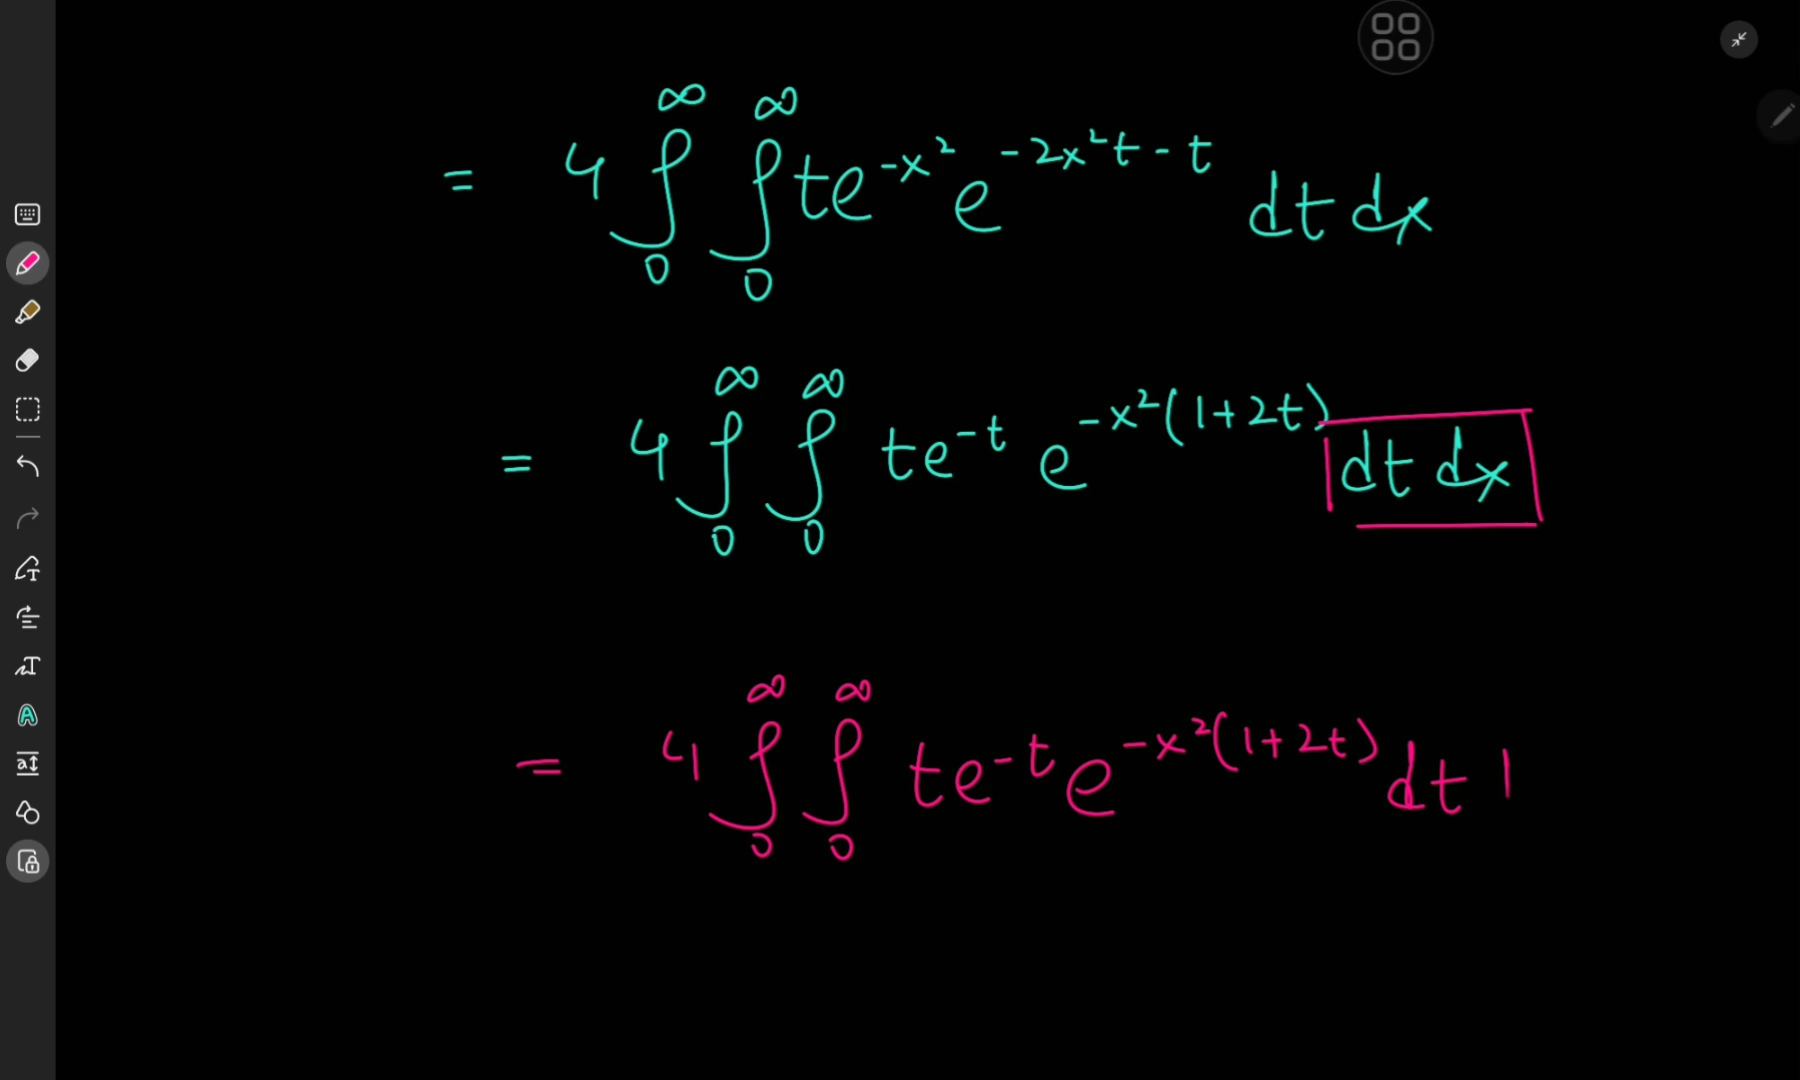 = 4 ∫₀^∞ ∫₀^∞ te^{-x²} e^{-2x²t-t} dt dx
= 4 ∫₀^∞ ∫₀^∞ te^{-t} e^{-x²(1+2t)} dt dx
= 4 ∫₀^∞ ∫₀^∞ te^{-t} e^{-x²(1+2t)} dt l